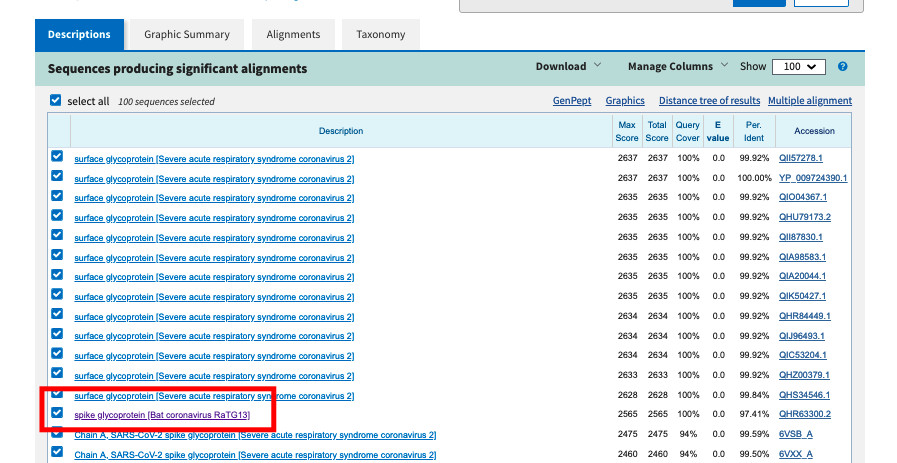 Descriptions Graphic Summary Alignments Taxonomy
Sequences producing significant alignments Download Manage Columns Show 100 ?
select all 100 sequences selected GenPept Graphics Distance tree of results Multiple alignment
Description Max Score Total Score Query Cover E value Per. Ident Accession
surface glycoprotein [Severe acute respiratory syndrome coronavirus 2] 2637 2637 100% 0.0 99.92% QII57278.1
surface glycoprotein [Severe acute respiratory syndrome coronavirus 2] 2637 2637 100% 0.0 100.00% YP_009724390.1
surface glycoprotein [Severe acute respiratory syndrome coronavirus 2] 2635 2635 100% 0.0 99.92% QIO04367.1
surface glycoprotein [Severe acute respiratory syndrome coronavirus 2] 2635 2635 100% 0.0 99.92% QHU79173.2
surface glycoprotein [Severe acute respiratory syndrome coronavirus 2] 2635 2635 100% 0.0 99.92% QII87830.1
surface glycoprotein [Severe acute respiratory syndrome coronavirus 2] 2635 2635 100% 0.0 99.92% QIA98583.1
surface glycoprotein [Severe acute respiratory syndrome coronavirus 2] 2635 2635 100% 0.0 99.92% QIA20044.1
surface glycoprotein [Severe acute respiratory syndrome coronavirus 2] 2635 2635 100% 0.0 99.92% QIK50427.1
surface glycoprotein [Severe acute respiratory syndrome coronavirus 2] 2634 2634 100% 0.0 99.92% QHR84449.1
surface glycoprotein [Severe acute respiratory syndrome coronavirus 2] 2634 2634 100% 0.0 99.92% QIJ96493.1
surface glycoprotein [Severe acute respiratory syndrome coronavirus 2] 2634 2634 100% 0.0 99.92% QIC53204.1
surface glycoprotein [Severe acute respiratory syndrome coronavirus 2] 2633 2633 100% 0.0 99.92% QHZ00379.1
surface glycoprotein [Severe acute respiratory syndrome coronavirus 2] 2628 2628 100% 0.0 99.84% QHS34546.1
spike glycoprotein [Bat coronavirus RaTG13] 2565 2565 100% 0.0 97.41% QHR63300.2
Chain A, SARS-CoV-2 spike glycoprotein [Severe acute respiratory syndrome coronavirus 2] 2475 2475 94% 0.0 99.59% 6VSB_A
Chain A, SARS-CoV-2 spike glycoprotein [Severe acute respiratory syndrome coronavirus 2] 2460 2460 94% 0.0 99.50% 6VXX_A